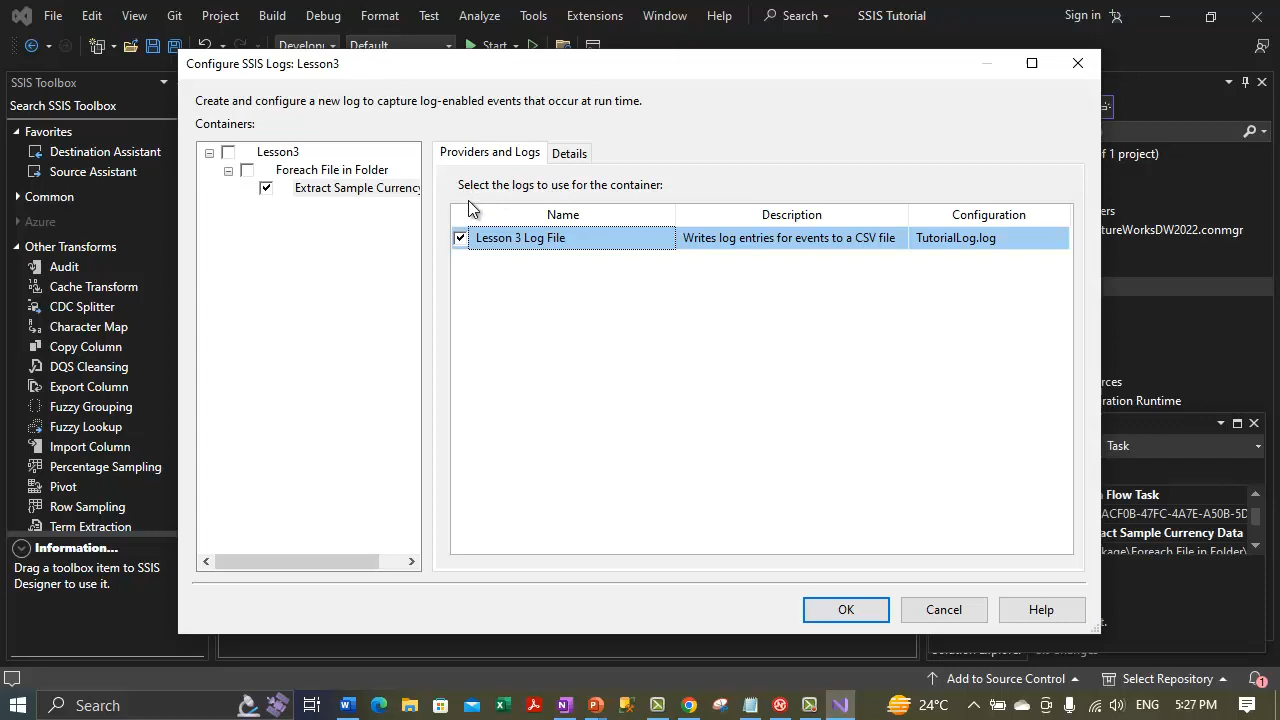 File Edit View Git Project Build Debug Format Test Analyze Tools Extensions Window Help Search SSIS Tutorial Sign in
Default Start
SSIS Toolbox
Search SSIS Toolbox
Favorites
Destination Assistant
Source Assistant
Common
Azure
Other Transforms
Audit
Cache Transform
CDC Splitter
Character Map
Copy Column
DQS Cleansing
Export Column
Fuzzy Grouping
Fuzzy Lookup
Import Column
Percentage Sampling
Pivot
Row Sampling
Term Extraction
Information...
Drag a toolbox item to SSIS
Designer to use it.
Configure SSIS Logs: Lesson3
Create and configure a new log to capture log-enabled events that occur at run time.
Containers:
Lesson3
Foreach File in Folder
Extract Sample Currency
Providers and Logs Details
Select the logs to use for the container:
Name Description Configuration
Lesson 3 Log File Writes log entries for events to a CSV file TutorialLog.log
OK Cancel Help
f 1 project)
ers
tureWorksDW2022.conmgr
rces
ration Runtime
Task
Flow Task
ACF0B-47FC-4A7E-A50B-5D
act Sample Currency Data
Add to Source Control Select Repository 1
Search 24°C ENG 5:27 PM